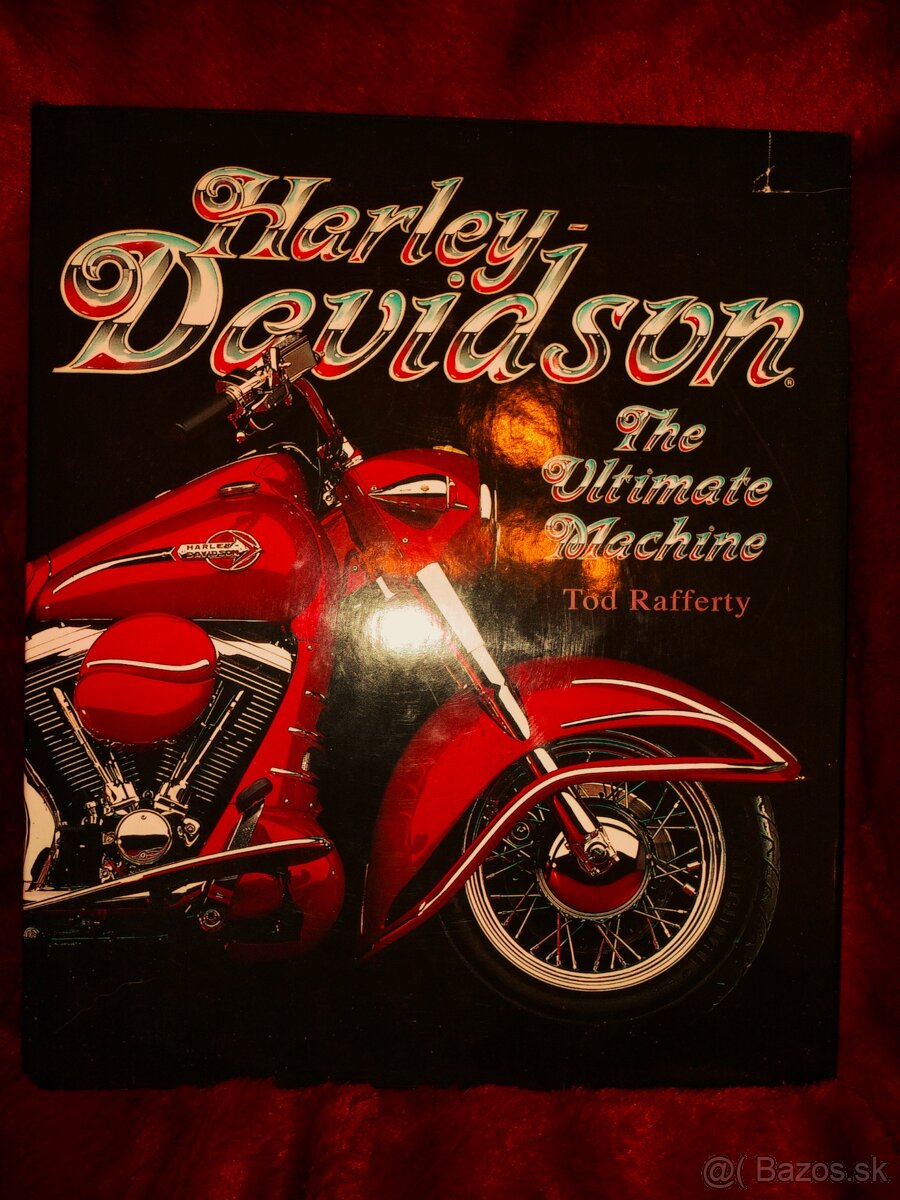 Harley-
Davidson®
The
Ultimate
Machine
Tod Rafferty
HARLEY-
DAVIDSON
@( Bazos.sk